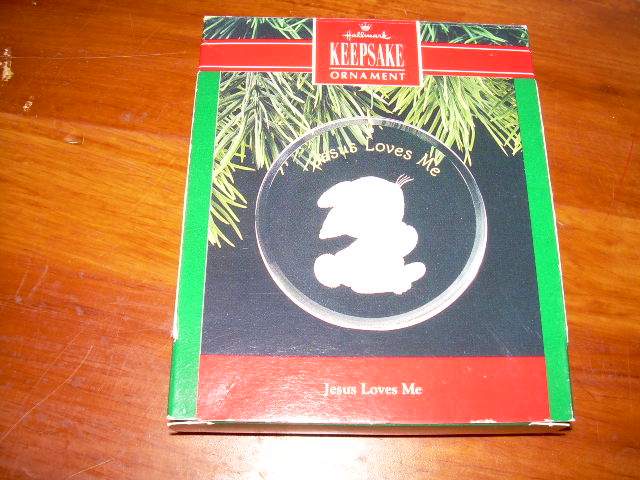 Hallmark
KEEPSAKE
ORNAMENT
Jesus Loves Me
Jesus Loves Me